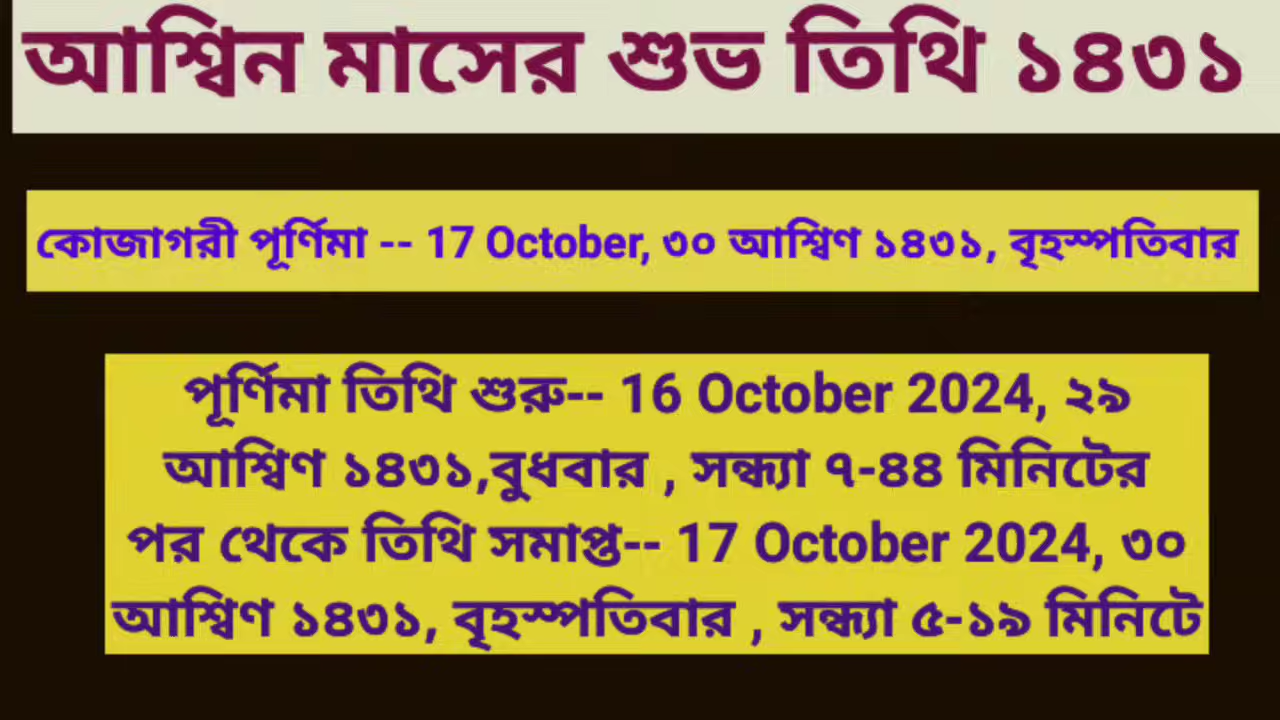 আশ্বিন মাসের শুভ তিথি ১৪৩১
কোজাগরী পূর্ণিমা -- 17 October, ৩০ আশ্বিণ ১৪৩১, বৃহস্পতিবার
পূর্ণিমা তিথি শুরু-- 16 October 2024, ২৯
আশ্বিণ ১৪৩১,বুধবার , সন্ধ্যা ৭-৪৪ মিনিটের
পর থেকে তিথি সমাপ্ত-- 17 October 2024, ৩০
আশ্বিণ ১৪৩১, বৃহস্পতিবার , সন্ধ্যা ৫-১৯ মিনিটে